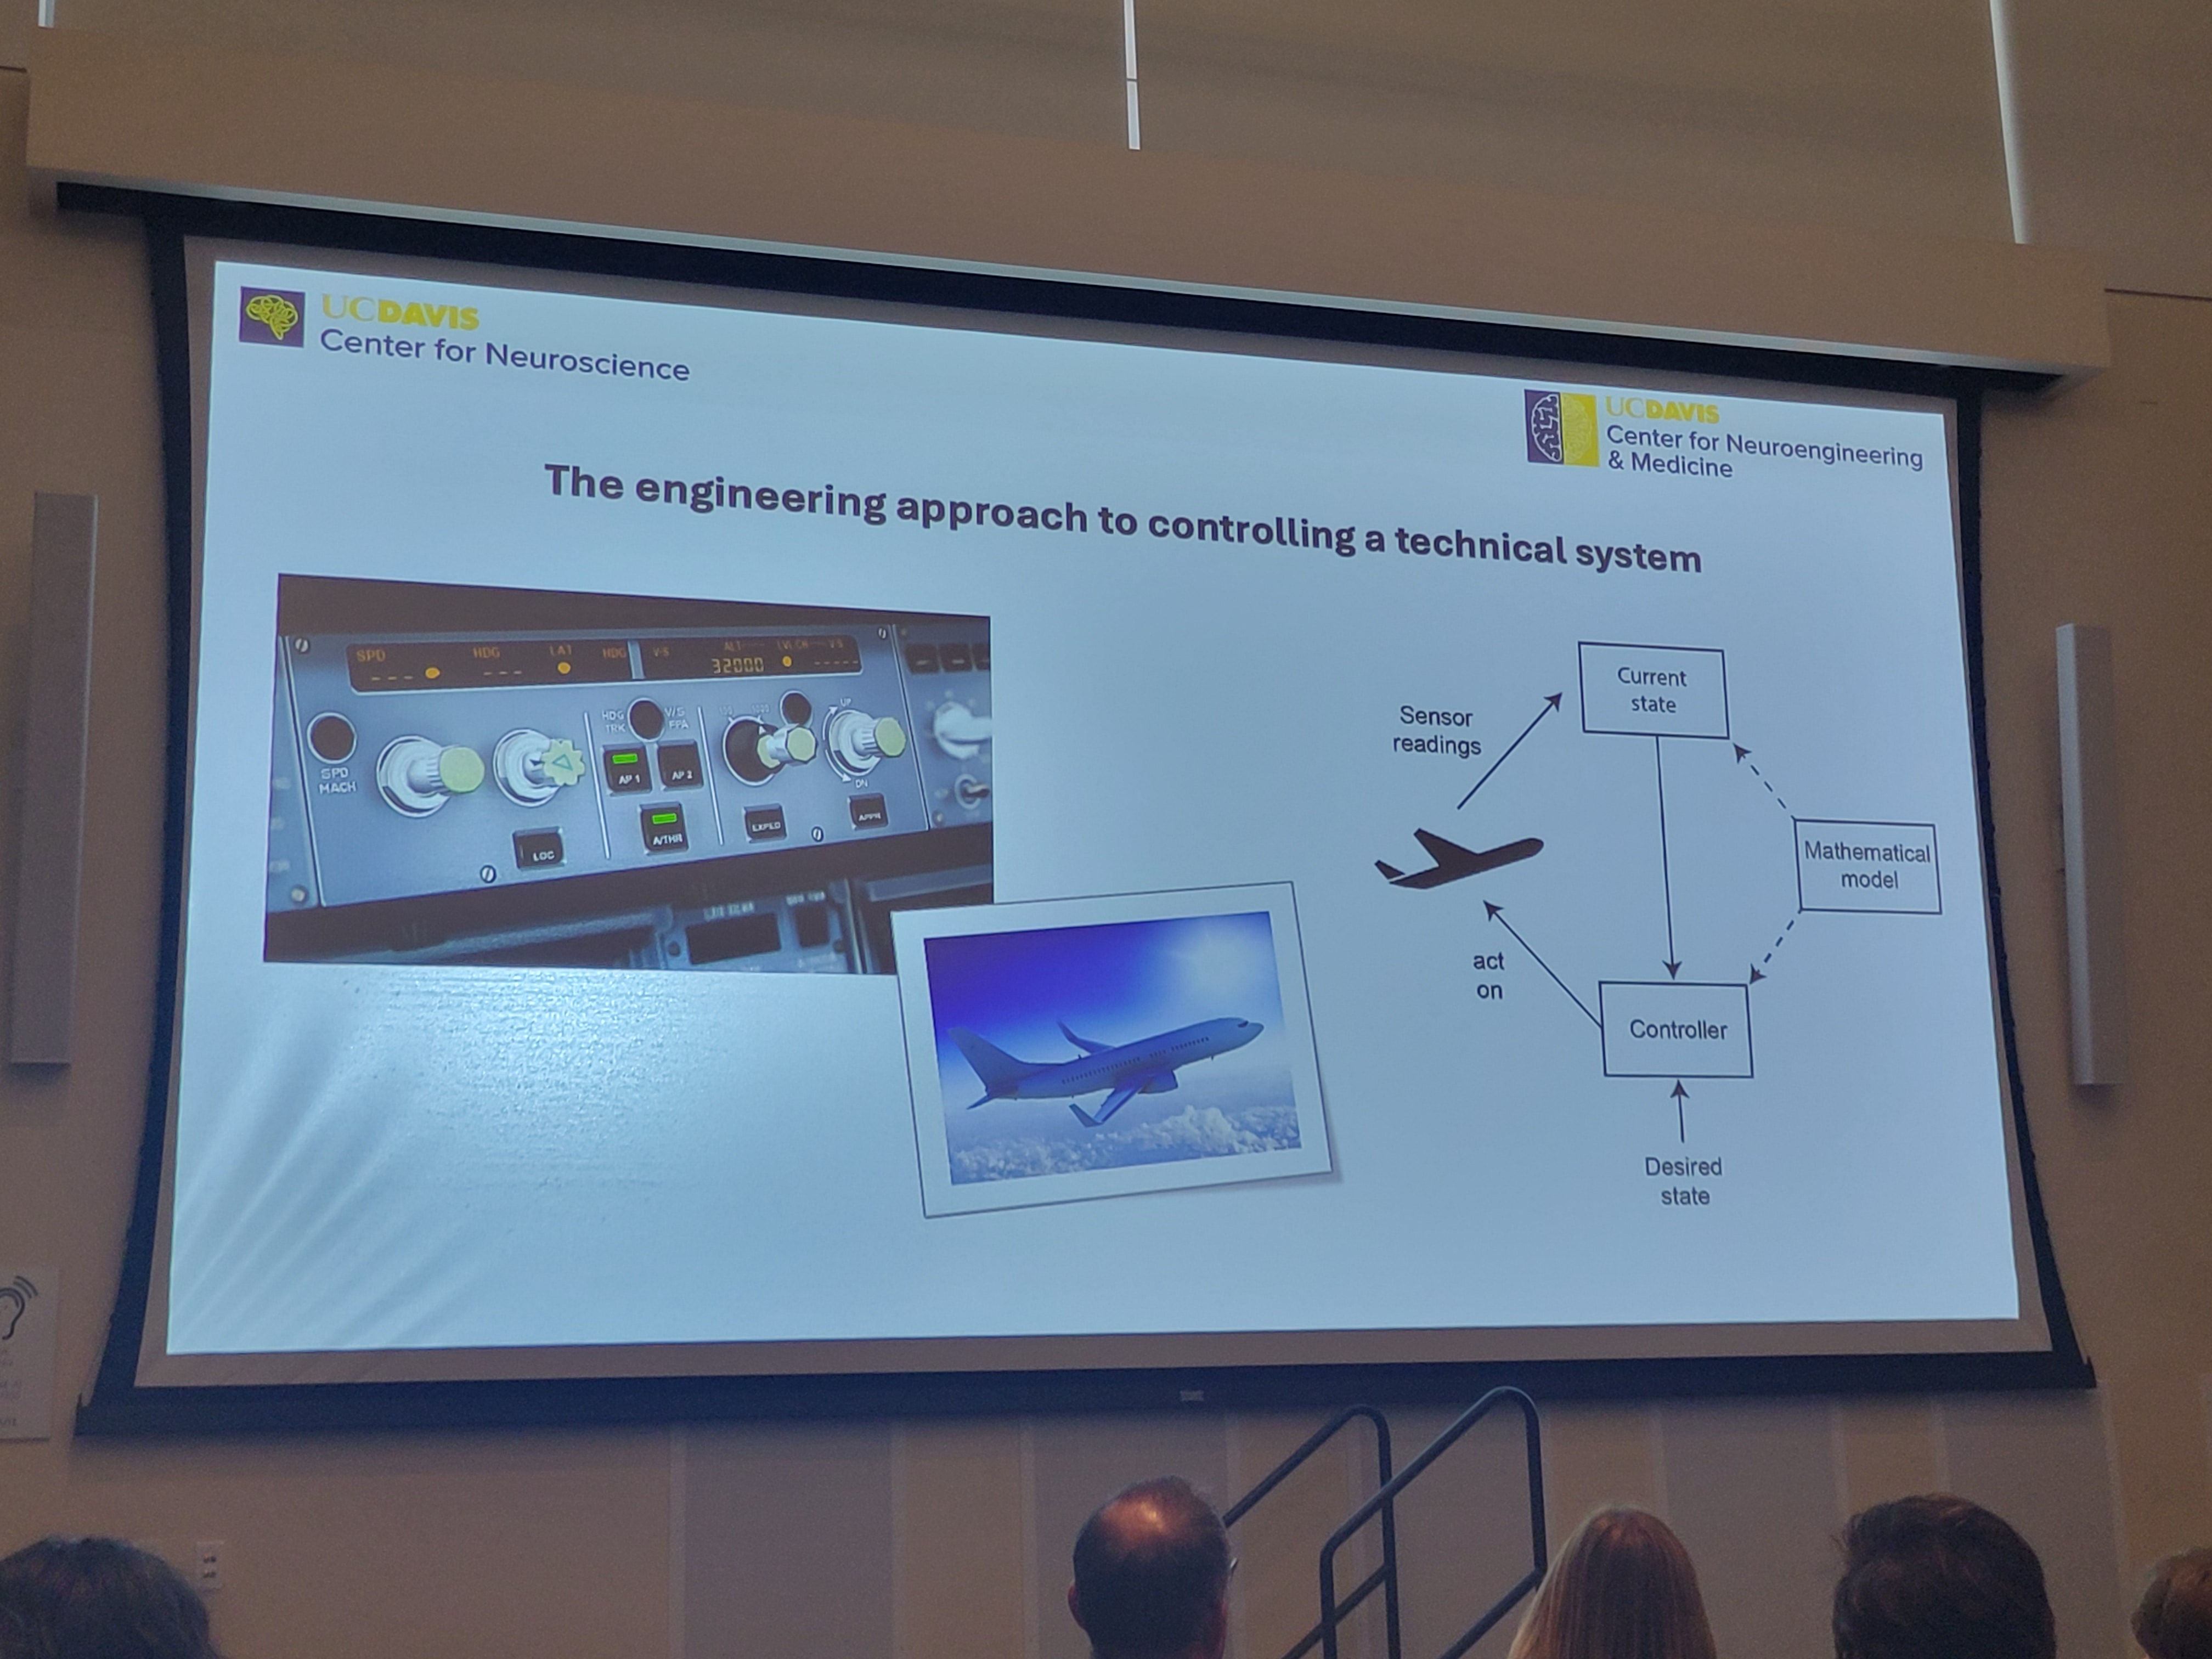 UCDAVIS
Center for Neuroscience
UCDAVIS
Center for Neuroengineering
& Medicine
The engineering approach to controlling a technical system
SPD
HDG
LAT
HDG
V-S
ALT
LVL CH
V-S
32000
HDG
TRK
V/S
FPA
100
1000
UP
SPD
MACH
AP 1
AP 2
DN
LOC
A/THR
EXPED
APPR
Current
state
Sensor
readings
Mathematical
model
act
on
Controller
Desired
state